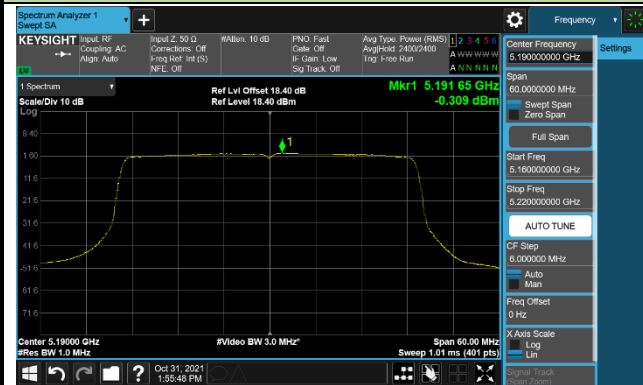 Spectrum Analyzer 1
Swept SA
Frequency
KEYSIGHT
Input: RF
Coupling: AC
Align: Auto
Input Z: 50 Ω
Corrections: Off
Freq Ref: Int (S)
NFE: Off
#Atten: 10 dB
PNO: Fast
Gate: Off
IF Gain: Low
Sig Track: Off
Avg Type: Power (RMS)
Avg|Hold: 2400/2400
Trig: Free Run
1 2 3 4 5 6
A W W W W W
A N N N N N
LXI
1 Spectrum
Scale/Div 10 dB
Log
Ref Lvl Offset 18.40 dB
Ref Level 18.40 dBm
Mkr1 5.191 65 GHz
-0.309 dBm
1
8.40
-1.60
-11.6
-21.6
-31.6
-41.6
-51.6
-61.6
-71.6
Center 5.19000 GHz
#Res BW 1.0 MHz
#Video BW 3.0 MHz*
Span 60.00 MHz
Sweep 1.01 ms (401 pts)
Oct 31, 2021
1:55:48 PM
Center Frequency
5.190000000 GHz
Settings
Span
60.0000000 MHz
Swept Span
Zero Span
Full Span
Start Freq
5.160000000 GHz
Stop Freq
5.220000000 GHz
AUTO TUNE
CF Step
6.000000 MHz
Auto
Man
Freq Offset
0 Hz
X Axis Scale
Log
Lin
Signal Track
(Span Zoom)